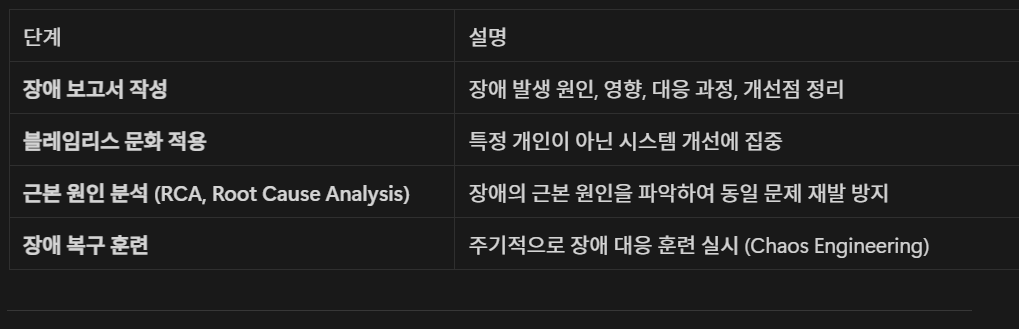 단계 설명
장애 보고서 작성 장애 발생 원인, 영향, 대응 과정, 개선점 정리
블레임리스 문화 적용 특정 개인이 아닌 시스템 개선에 집중
근본 원인 분석 (RCA, Root Cause Analysis) 장애의 근본 원인을 파악하여 동일 문제 재발 방지
장애 복구 훈련 주기적으로 장애 대응 훈련 실시 (Chaos Engineering)